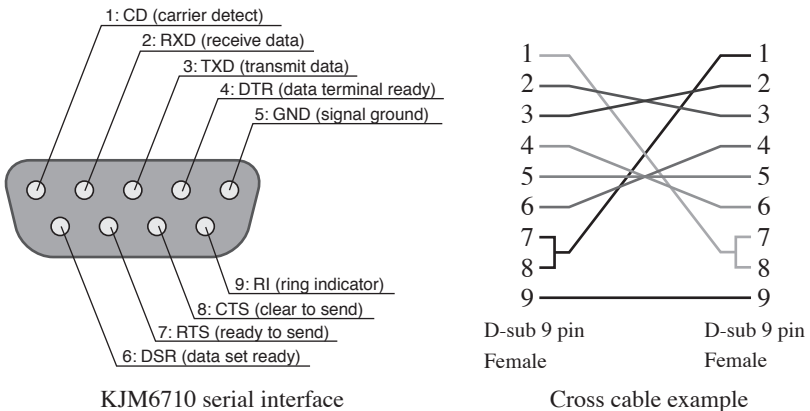 1: CD (carrier detect)
2: RXD (receive data)
3: TXD (transmit data)
4: DTR (data terminal ready)
5: GND (signal ground)
9: RI (ring indicator)
8: CTS (clear to send)
7: RTS (ready to send)
6: DSR (data set ready)
KJM6710 serial interface
1 1
2 2
3 3
4 4
5 5
6 6
7 7
8 8
9 9
D-sub 9 pin D-sub 9 pin
Female Female
Cross cable example